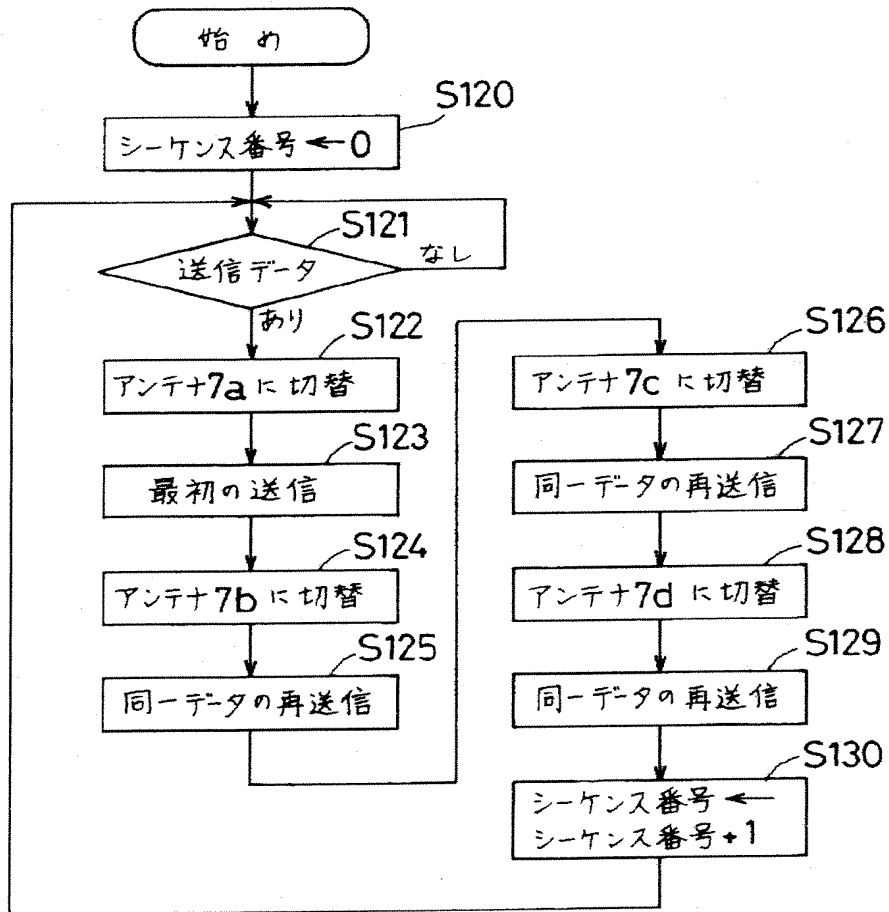 始め
S120
シーケンス番号←0
S121
送信データ
なし
あり
S122
アンテナ7aに切替
S123
最初の送信
S124
アンテナ7bに切替
S125
同一データの再送信
S126
アンテナ7cに切替
S127
同一データの再送信
S128
アンテナ7dに切替
S129
同一データの再送信
S130
シーケンス番号←
シーケンス番号+1